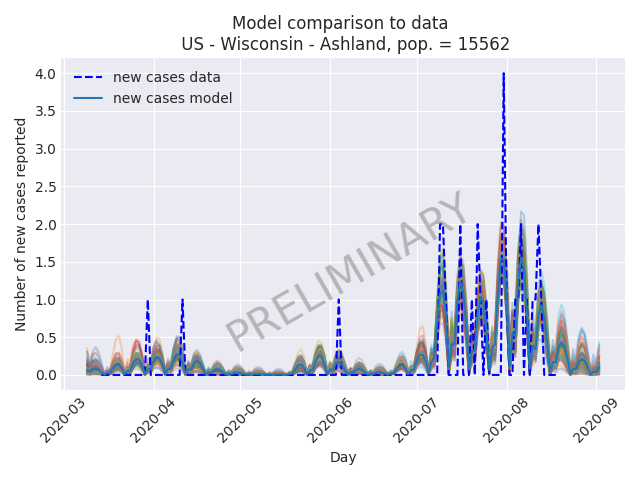 Model comparison to data
US - Wisconsin - Ashland, pop. = 15562
new cases data
new cases model
PRELIMINARY
Number of new cases reported
4.0
3.5
3.0
2.5
2.0
1.5
1.0
0.5
0.0
2020-03
2020-04
2020-05
2020-06
2020-07
2020-08
2020-09
Day